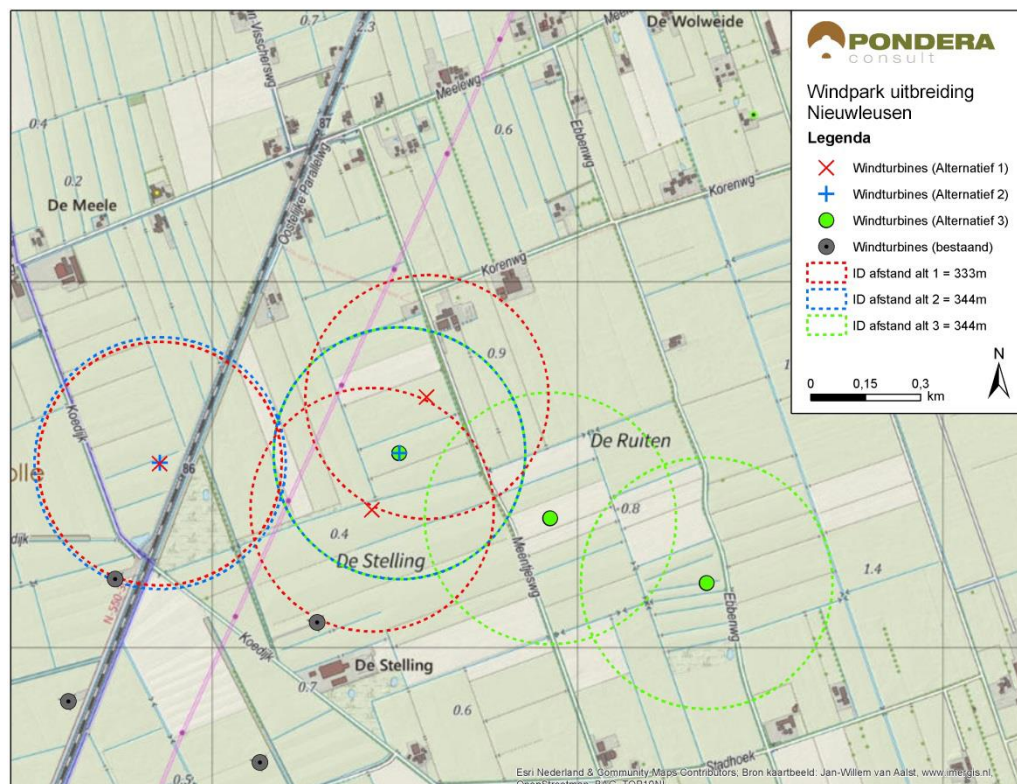 PONDERA
consult
Windpark uitbreiding
Nieuwleusen
Legenda
Windturbines (Alternatief 1)
Windturbines (Alternatief 2)
Windturbines (Alternatief 3)
Windturbines (bestaand)
ID afstand alt 1 = 333m
ID afstand alt 2 = 344m
ID afstand alt 3 = 344m
N
0 0,15 0,3
km
De Wolweide
0.7
2.3
Meelewg
87
0.4
0.6
Ebbenwg
Oostelijke Parallelwg
0.2
De Meele
Korenwg
Korenwg
0.9
Koedijk
De Ruiten
olle
86
0.8
0.4
De Stelling
Meentjeswg
1.4
Ebbenwg
Koedijk
De Stelling
0.7
0.6
Stadhoek
0.5
Esri Nederland & Community Maps Contributors, Bron kaartbeeld: Jan-Willem van Aalst, www.imergis.nl,